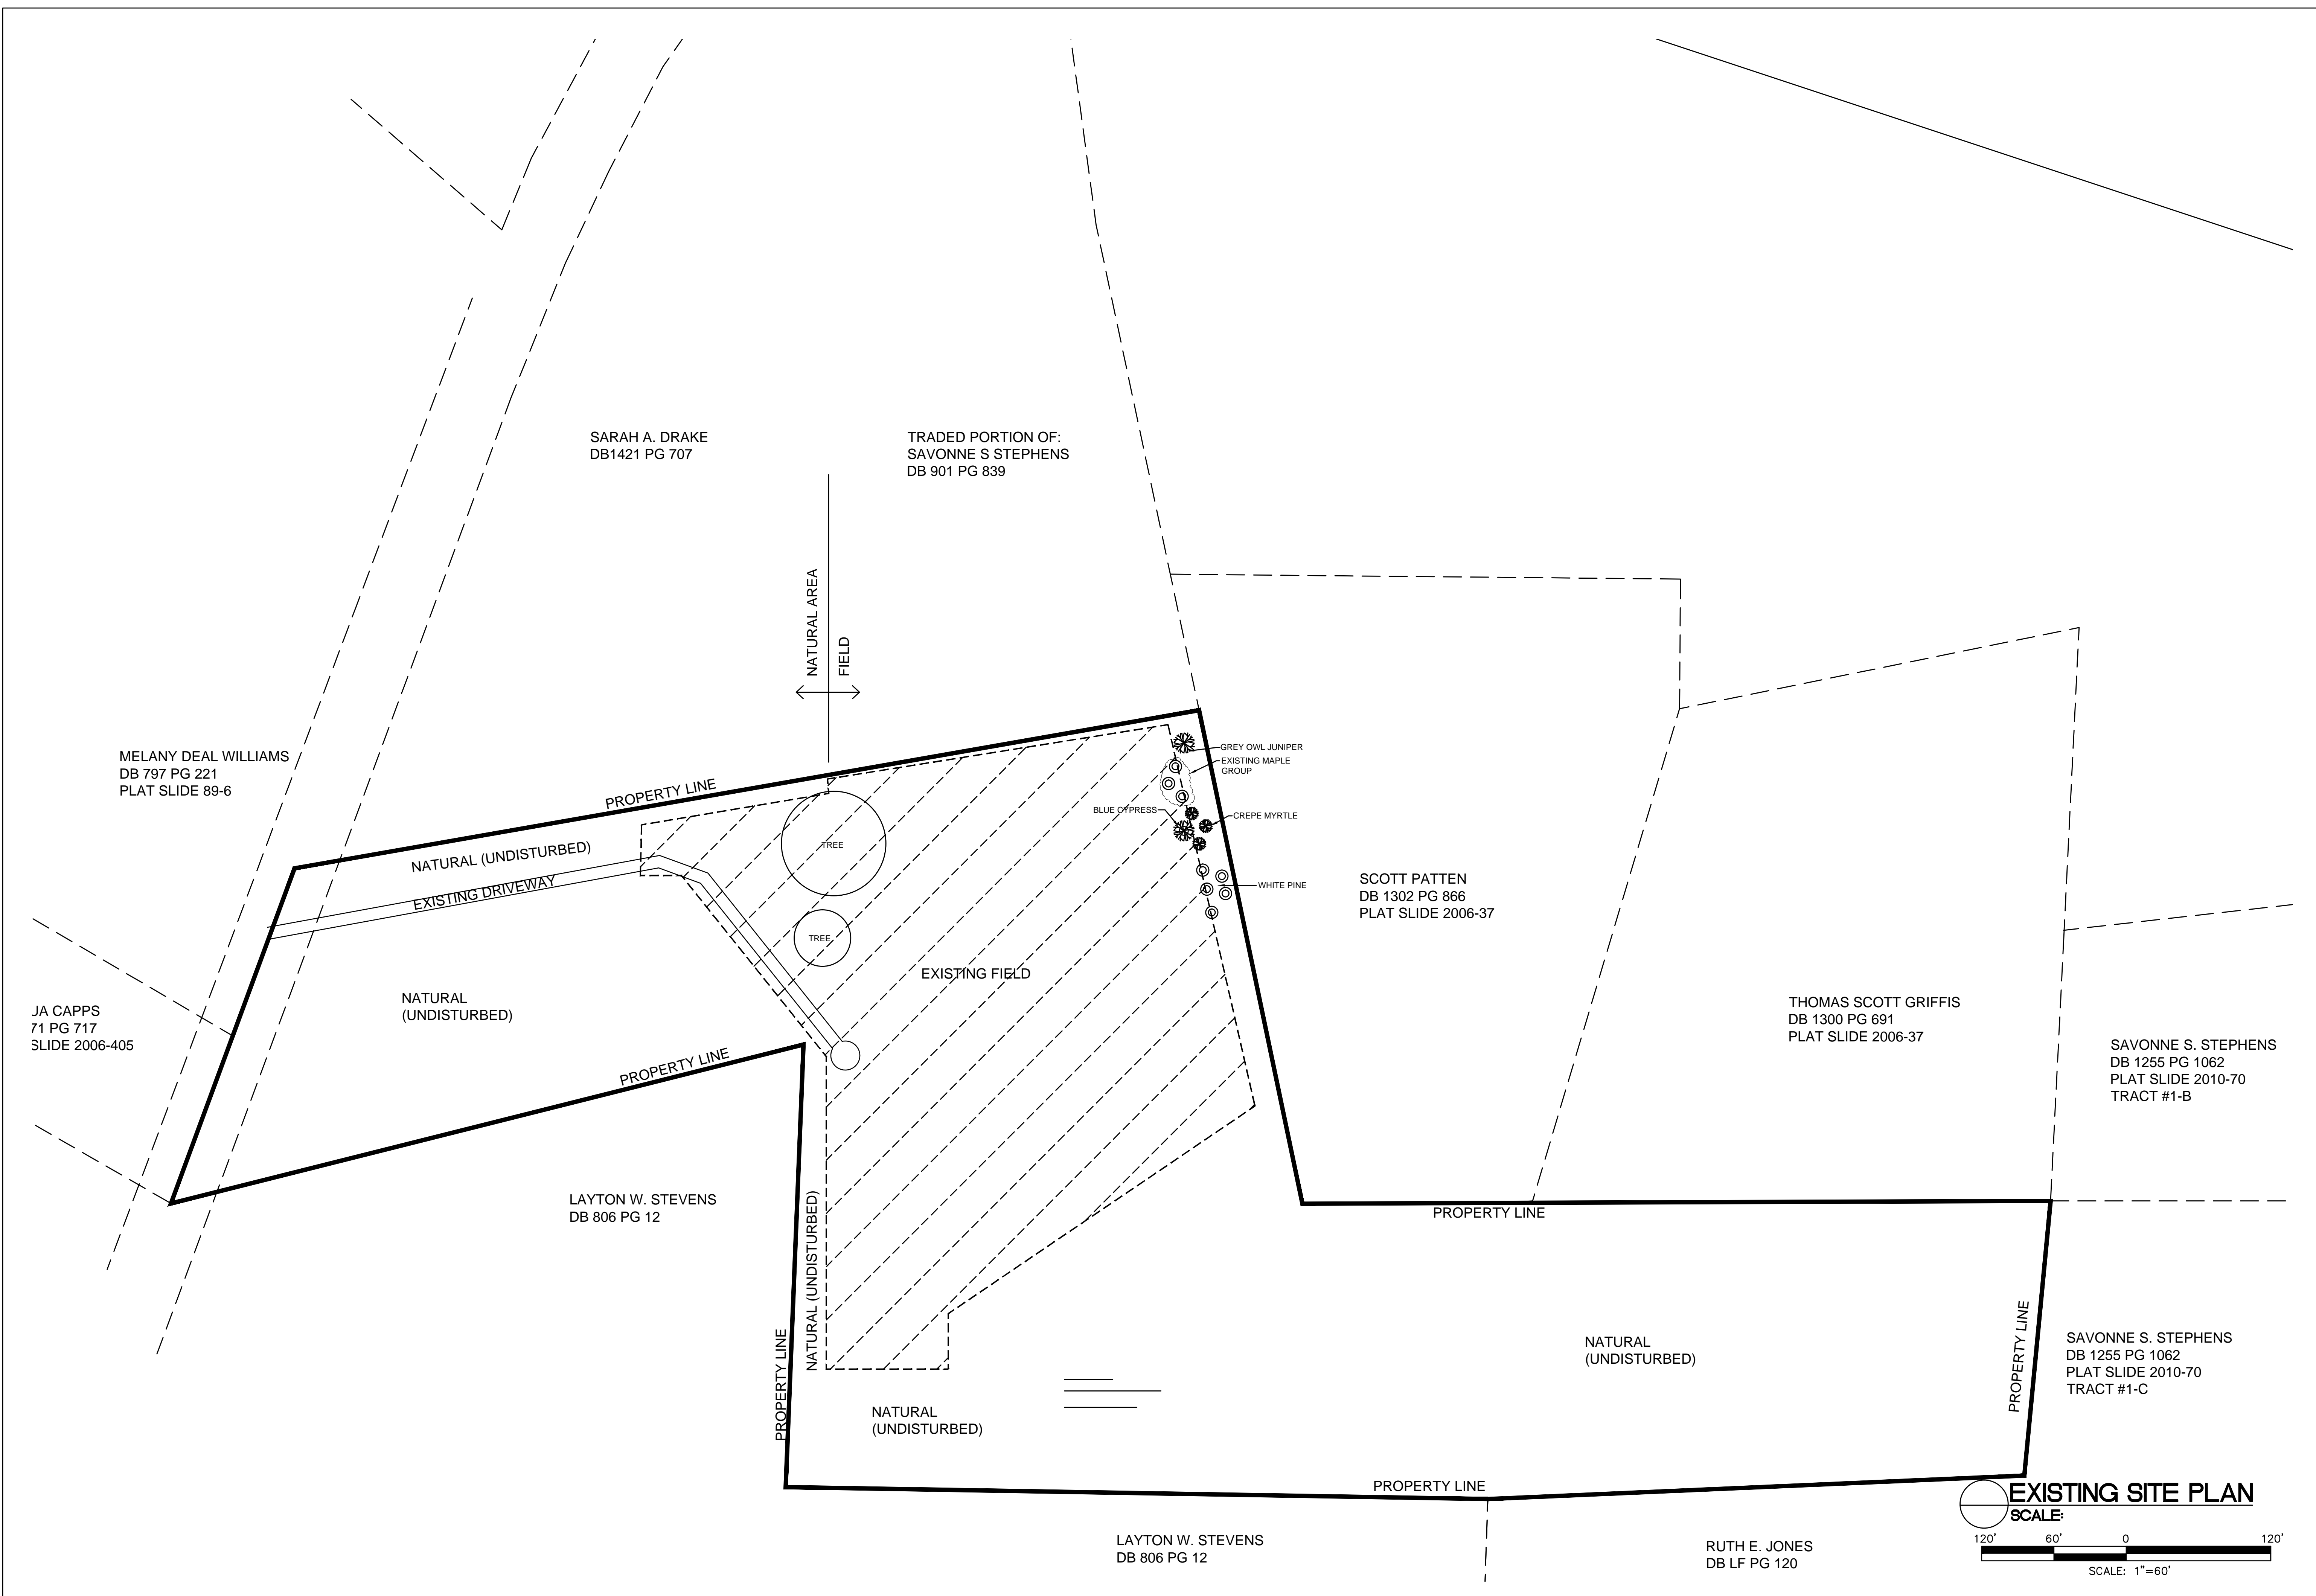 SARAH A. DRAKE
DB1421 PG 707
TRADED PORTION OF:
SAVONNE S STEPHENS
DB 901 PG 839
NATURAL AREA
FIELD
MELANY DEAL WILLIAMS
DB 797 PG 221
PLAT SLIDE 89-6
PROPERTY LINE
GREY OWL JUNIPER
EXISTING MAPLE
GROUP
BLUE CYPRESS
CREPE MYRTLE
TREE
NATURAL (UNDISTURBED)
EXISTING DRIVEWAY
WHITE PINE
SCOTT PATTEN
DB 1302 PG 866
PLAT SLIDE 2006-37
TREE
EXISTING FIELD
NATURAL
(UNDISTURBED)
JA CAPPS
71 PG 717
SLIDE 2006-405
THOMAS SCOTT GRIFFIS
DB 1300 PG 691
PLAT SLIDE 2006-37
SAVONNE S. STEPHENS
DB 1255 PG 1062
PLAT SLIDE 2010-70
TRACT #1-B
PROPERTY LINE
LAYTON W. STEVENS
DB 806 PG 12
NATURAL (UNDISTURBED)
PROPERTY LINE
PROPERTY LINE
NATURAL
(UNDISTURBED)
PROPERTY LINE
SAVONNE S. STEPHENS
DB 1255 PG 1062
PLAT SLIDE 2010-70
TRACT #1-C
NATURAL
(UNDISTURBED)
PROPERTY LINE
LAYTON W. STEVENS
DB 806 PG 12
RUTH E. JONES
DB LF PG 120
EXISTING SITE PLAN
SCALE:
120' 60' 0 120'
SCALE: 1"=60'